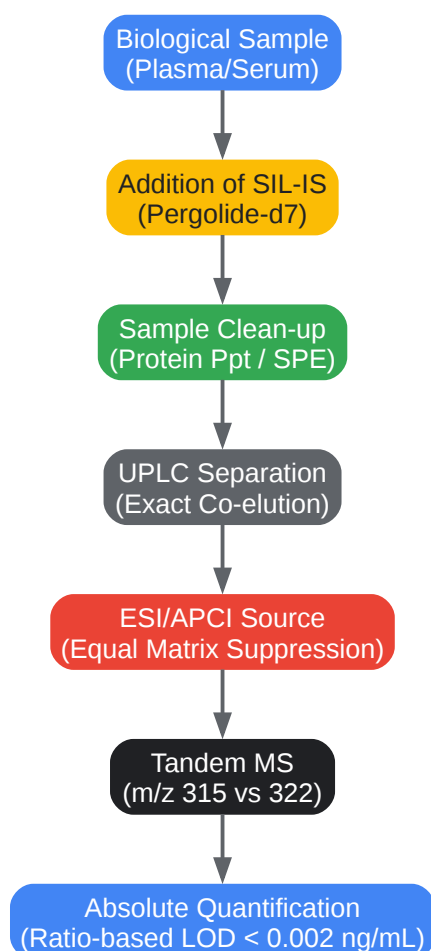 Biological Sample
(Plasma/Serum)
Addition of SIL-IS
(Pergolide-d7)
Sample Clean-up
(Protein Ppt / SPE)
UPLC Separation
(Exact Co-elution)
ESI/APCI Source
(Equal Matrix Suppression)
Tandem MS
(m/z 315 vs 322)
Absolute Quantification
(Ratio-based LOD < 0.002 ng/mL)